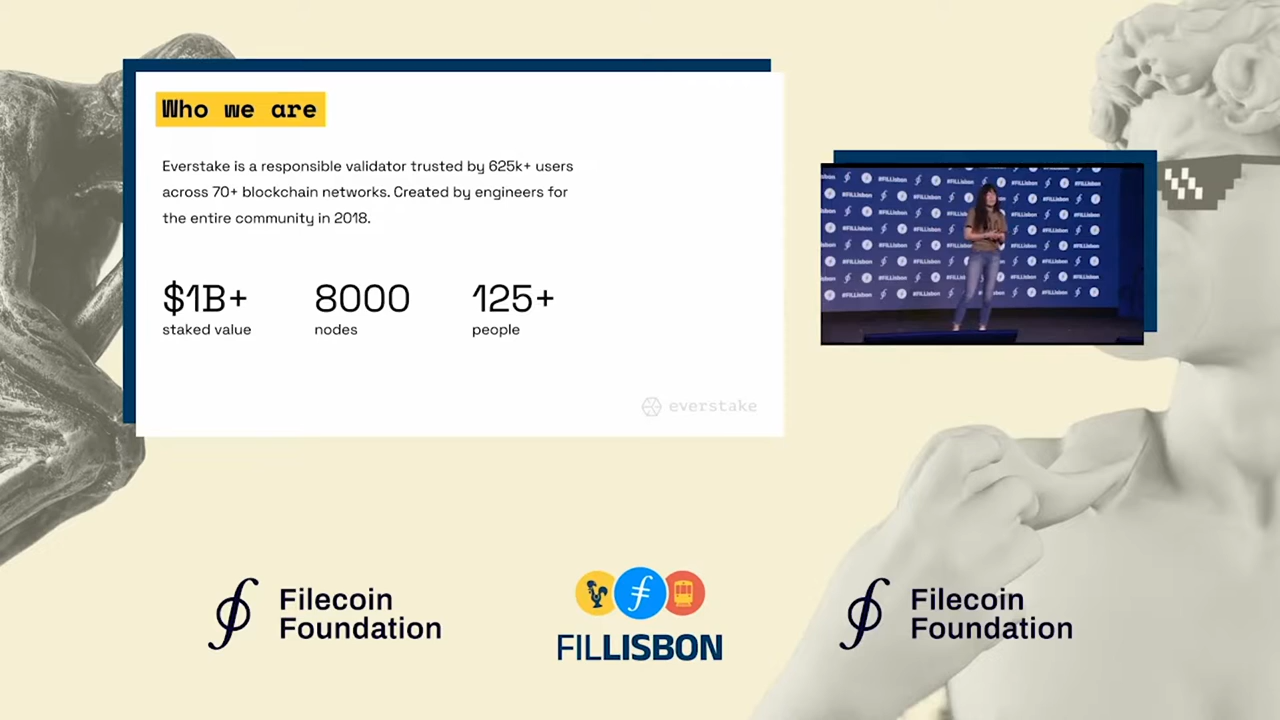 Who we are
Everstake is a responsible validator trusted by 625k+ users
across 70+ blockchain networks. Created by engineers for
the entire community in 2018.
$1B+
staked value
8000
nodes
125+
people
everstake
#FILLisbon
Filecoin
Foundation
FILLISBON
Filecoin
Foundation